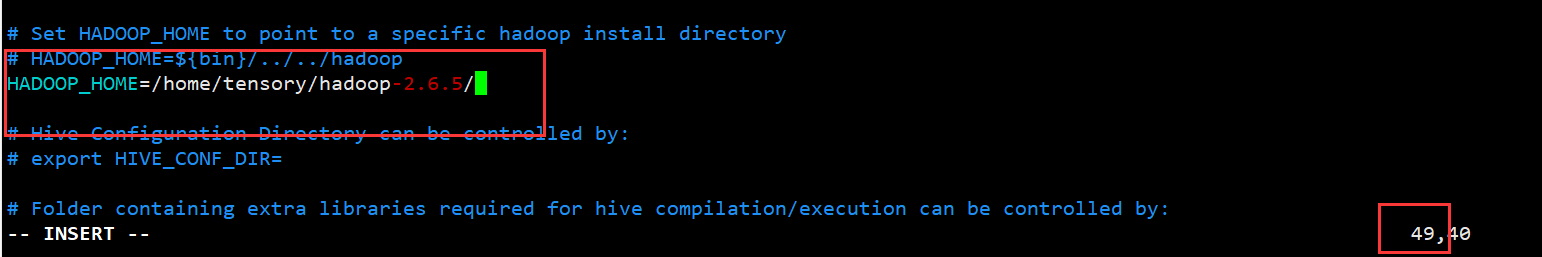 # Set HADOOP_HOME to point to a specific hadoop install directory
# HADOOP_HOME=${bin}/../../hadoop
HADOOP_HOME=/home/tensory/hadoop-2.6.5/
# Hive Configuration Directory can be controlled by:
# export HIVE_CONF_DIR=
# Folder containing extra libraries required for hive compilation/execution can be controlled by:
-- INSERT -- 49,40